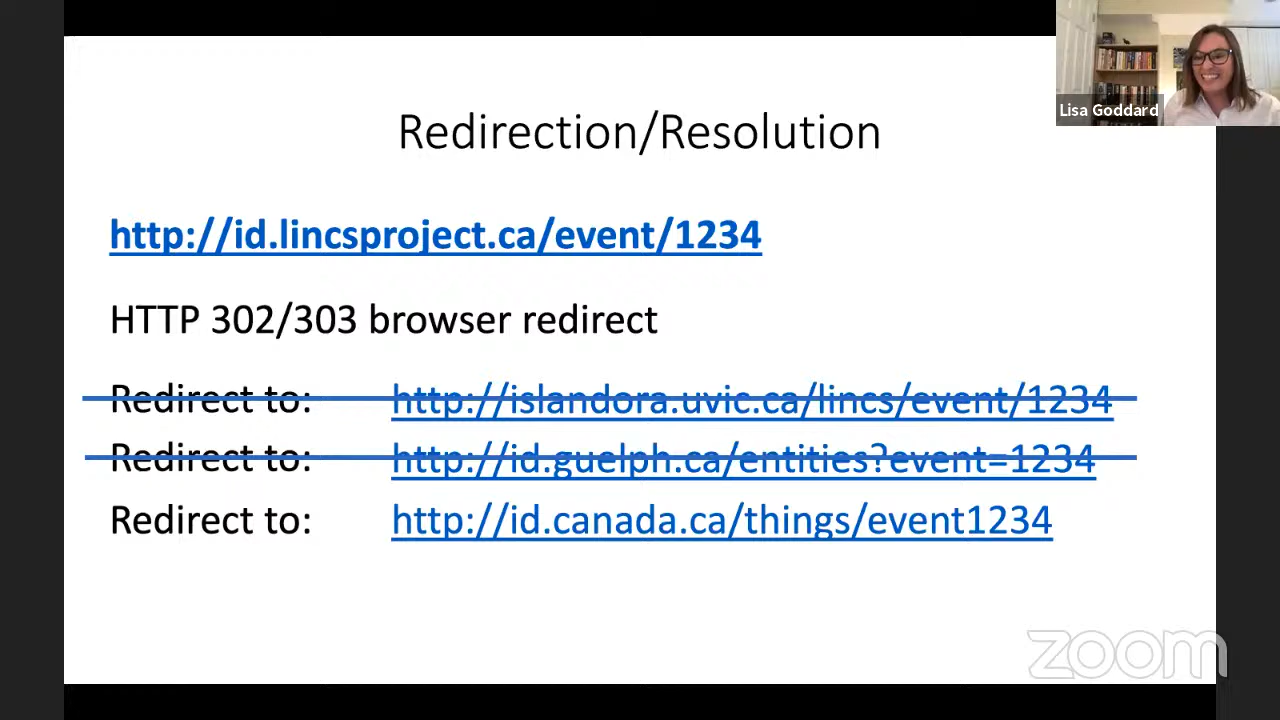 Lisa Goddard
Redirection/Resolution
http://id.lincsproject.ca/event/1234
HTTP 302/303 browser redirect
Redirect to: http://islandora.uvic.ca/lincs/event/1234
Redirect to: http://id.guelph.ca/entities?event=1234
Redirect to: http://id.canada.ca/things/event1234
zoom